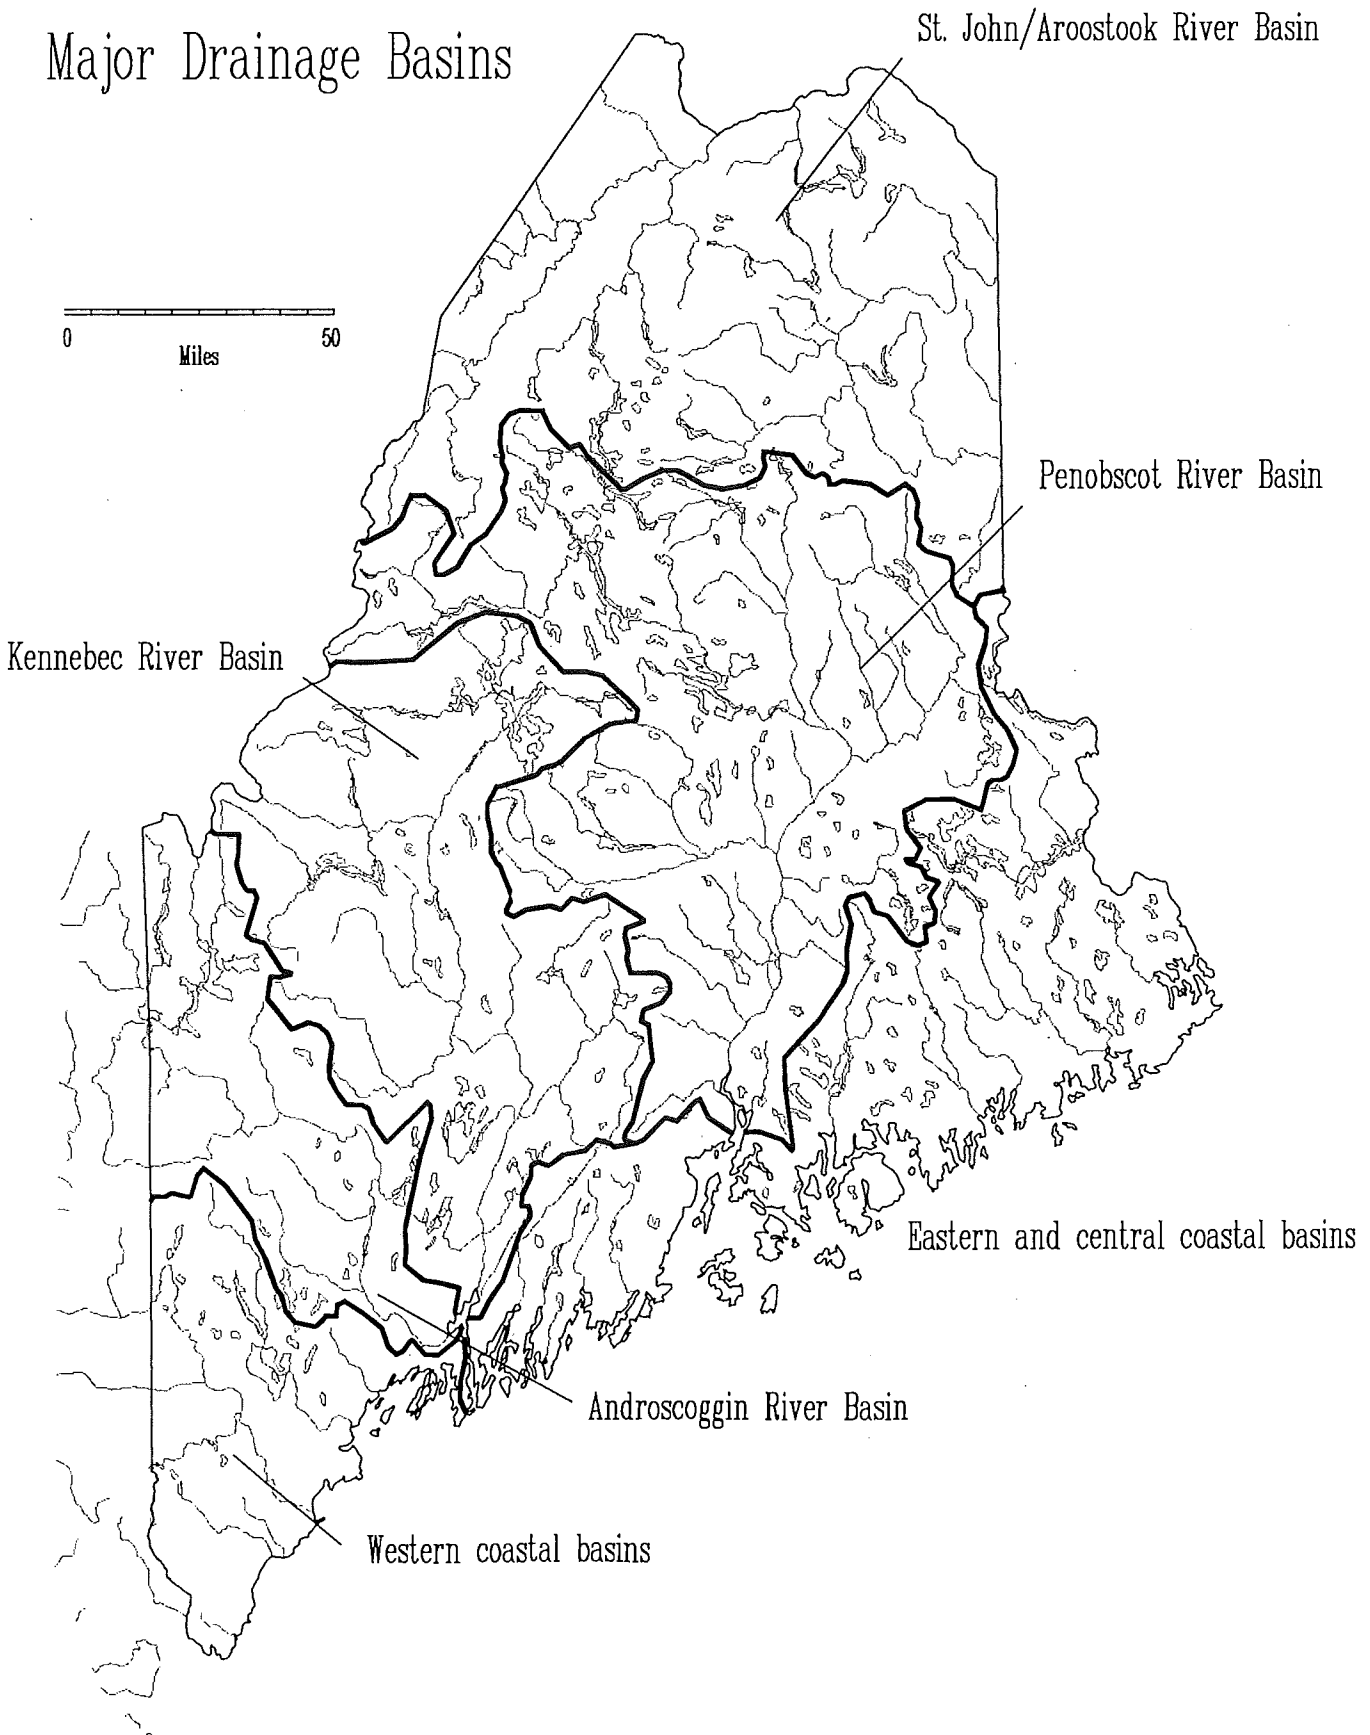 Major Drainage Basins
St. John/Aroostook River Basin
0
50
Miles
Penobscot River Basin
Kennebec River Basin
Eastern and central coastal basins
Androscoggin River Basin
Western coastal basins